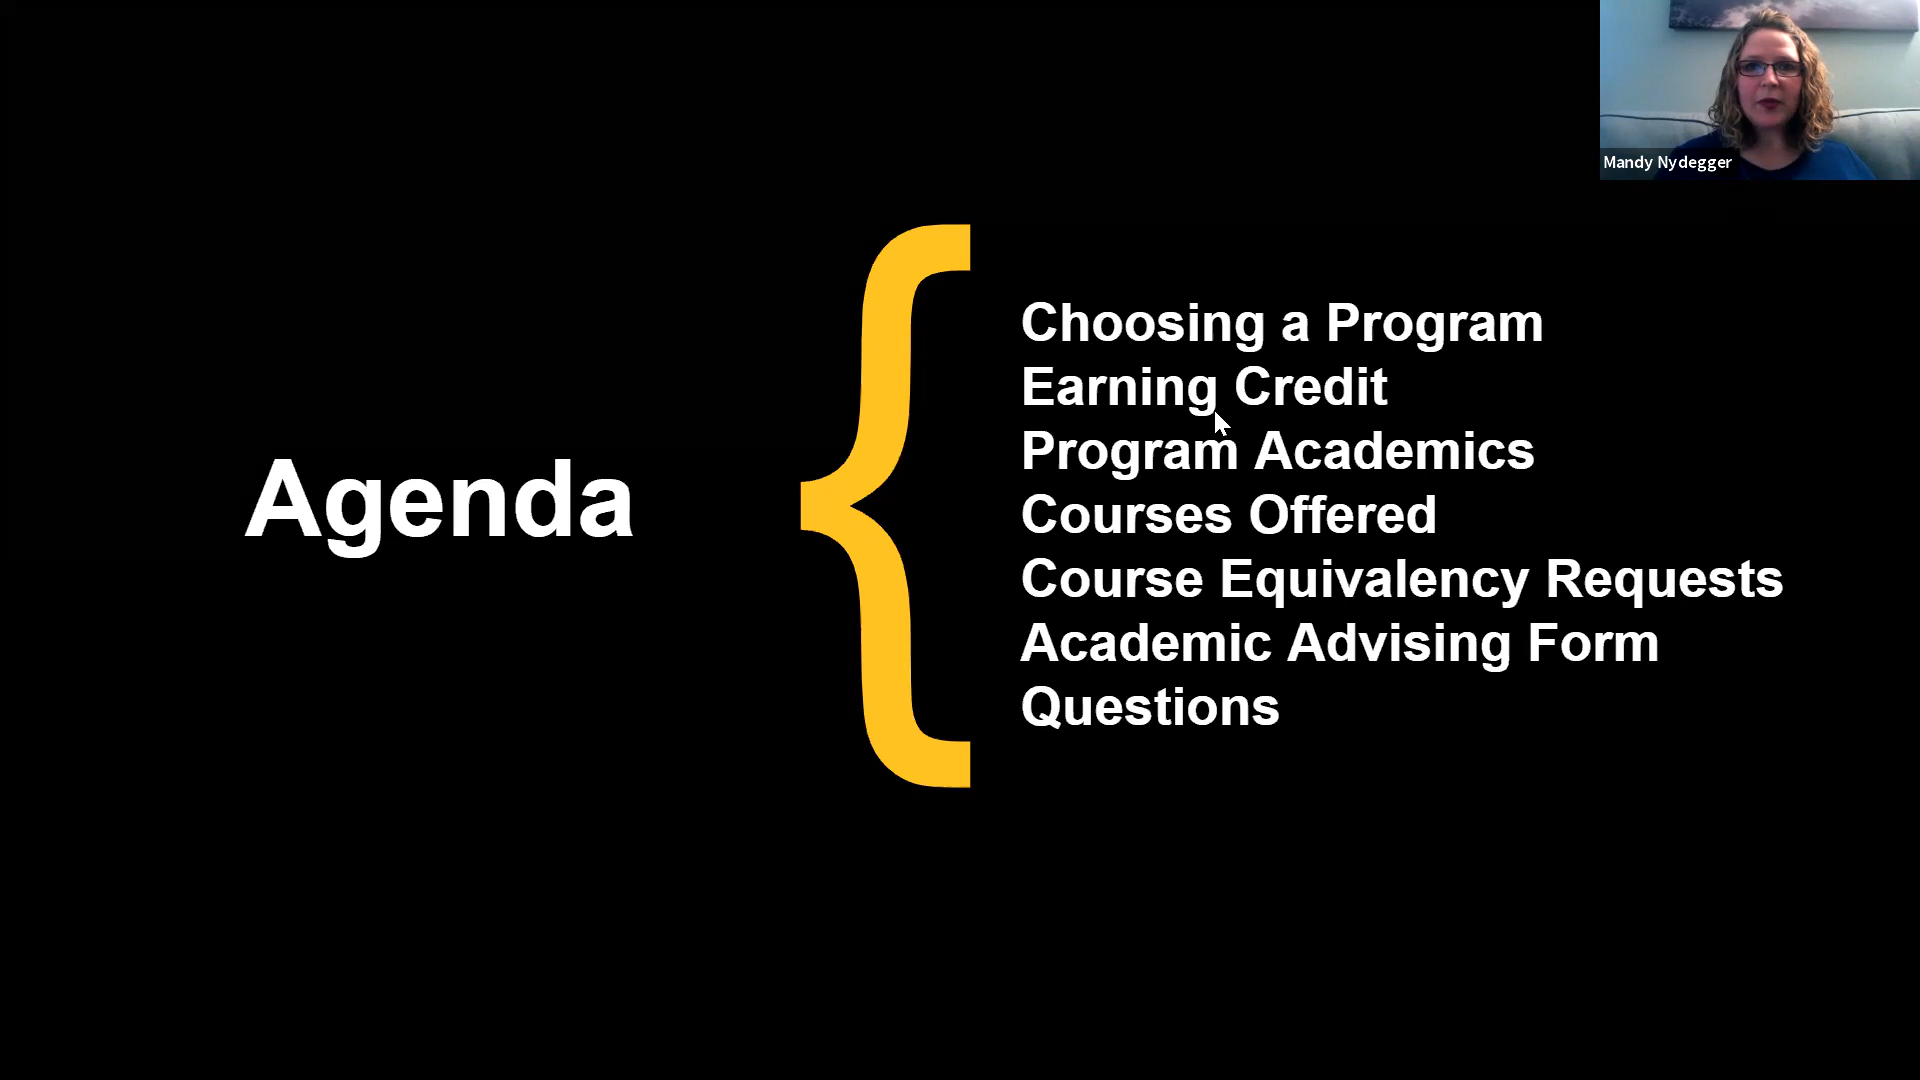 Mandy Nydegger
Agenda
Choosing a Program
Earning Credit
Program Academics
Courses Offered
Course Equivalency Requests
Academic Advising Form
Questions